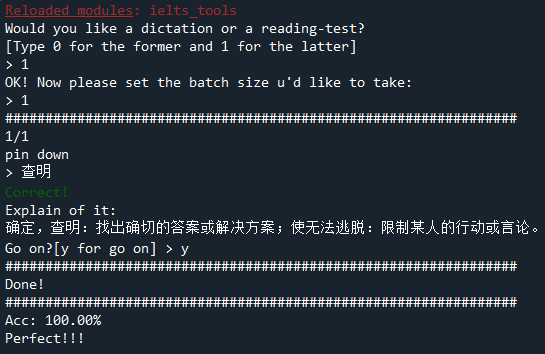 Reloaded modules: ielts_tools
Would you like a dictation or a reading-test?
[Type 0 for the former and 1 for the latter]
> 1
OK! Now please set the batch size u'd like to take:
> 1
################################################################
1/1
pin down
> 查明
Correct!
Explain of it:
确定，查明：找出确切的答案或解决方案；使无法逃脱：限制某人的行动或言论。
Go on?[y for go on] > y
################################################################
Done!
################################################################
Acc: 100.00%
Perfect!!!